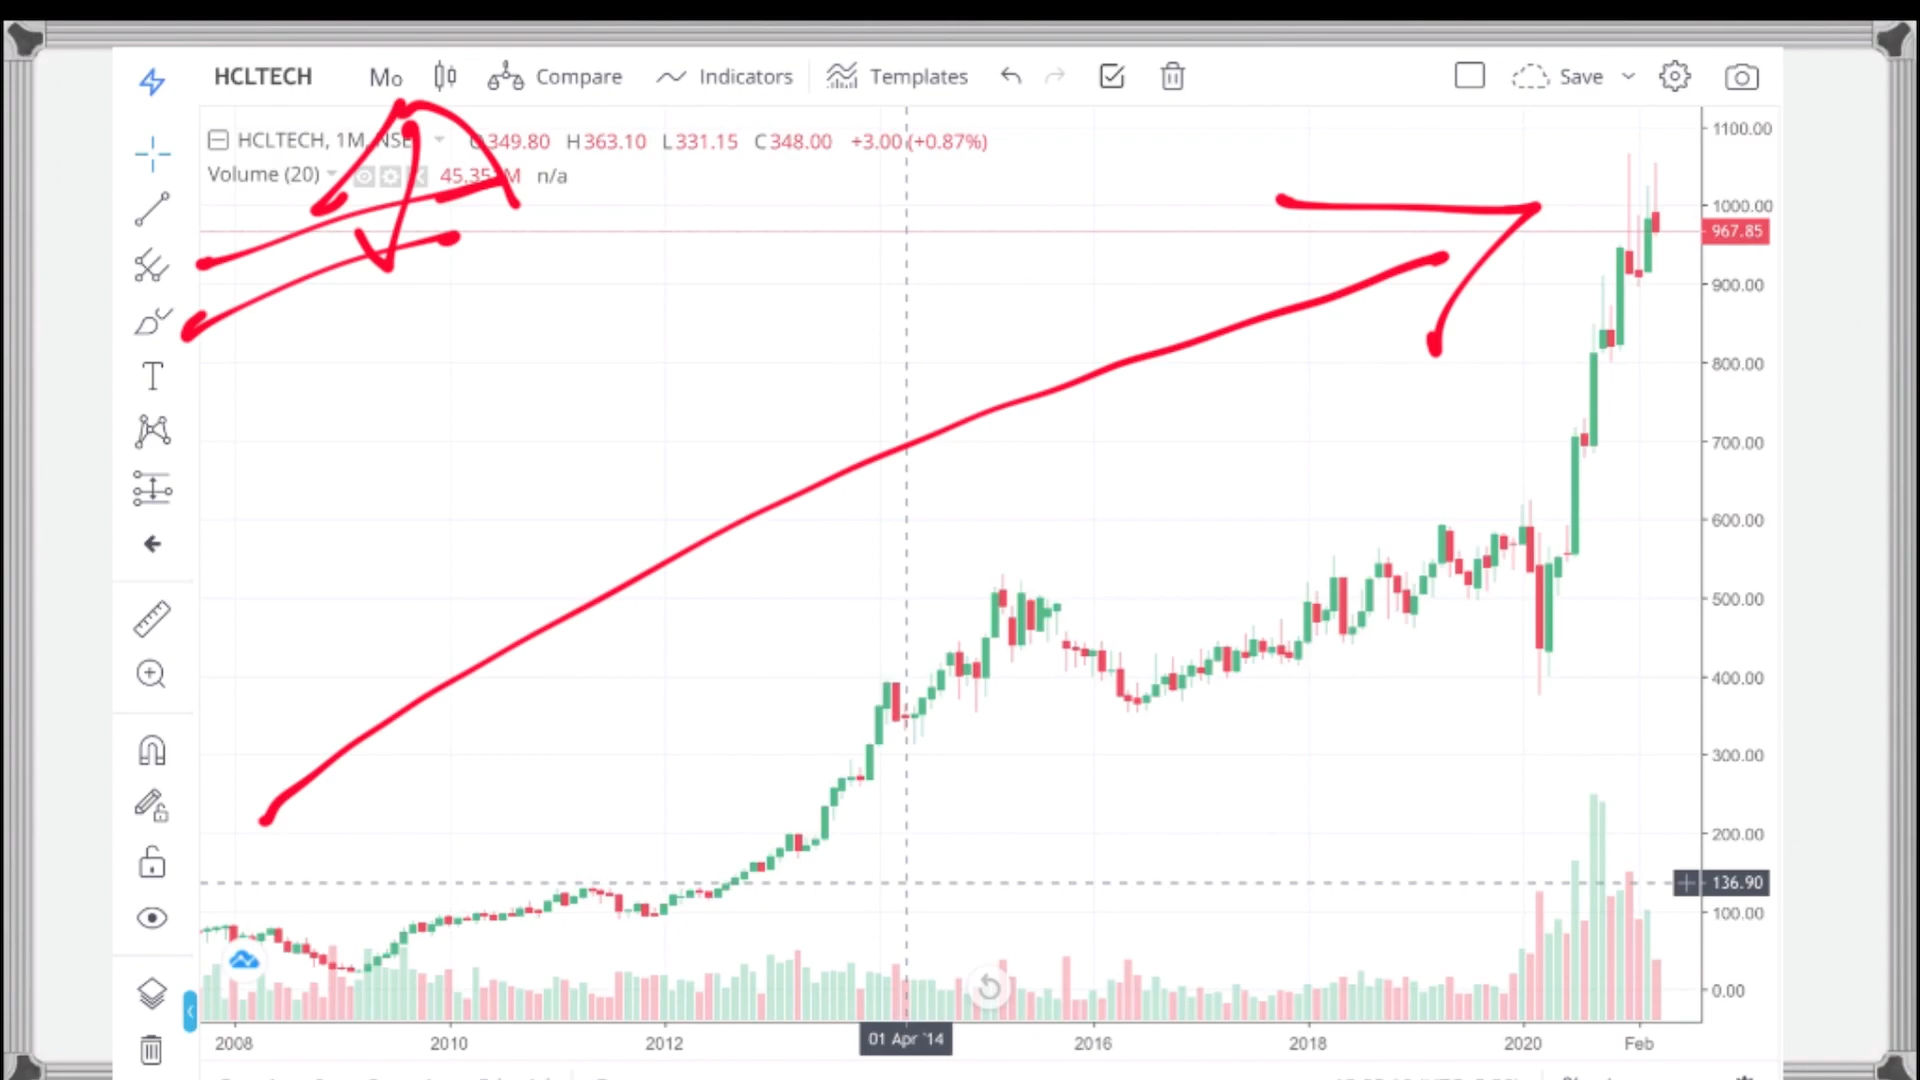 HCLTECH Mo Compare Indicators Templates Save
HCLTECH, 1M, NSE 349.80 H363.10 L331.15 C348.00 +3.00 (+0.87%)
Volume (20) n/a
T
1100.00
1000.00
967.85
900.00
800.00
700.00
600.00
500.00
400.00
300.00
200.00
136.90
100.00
0.00
2008 2010 2012 01 Apr '14 2016 2018 2020 Feb